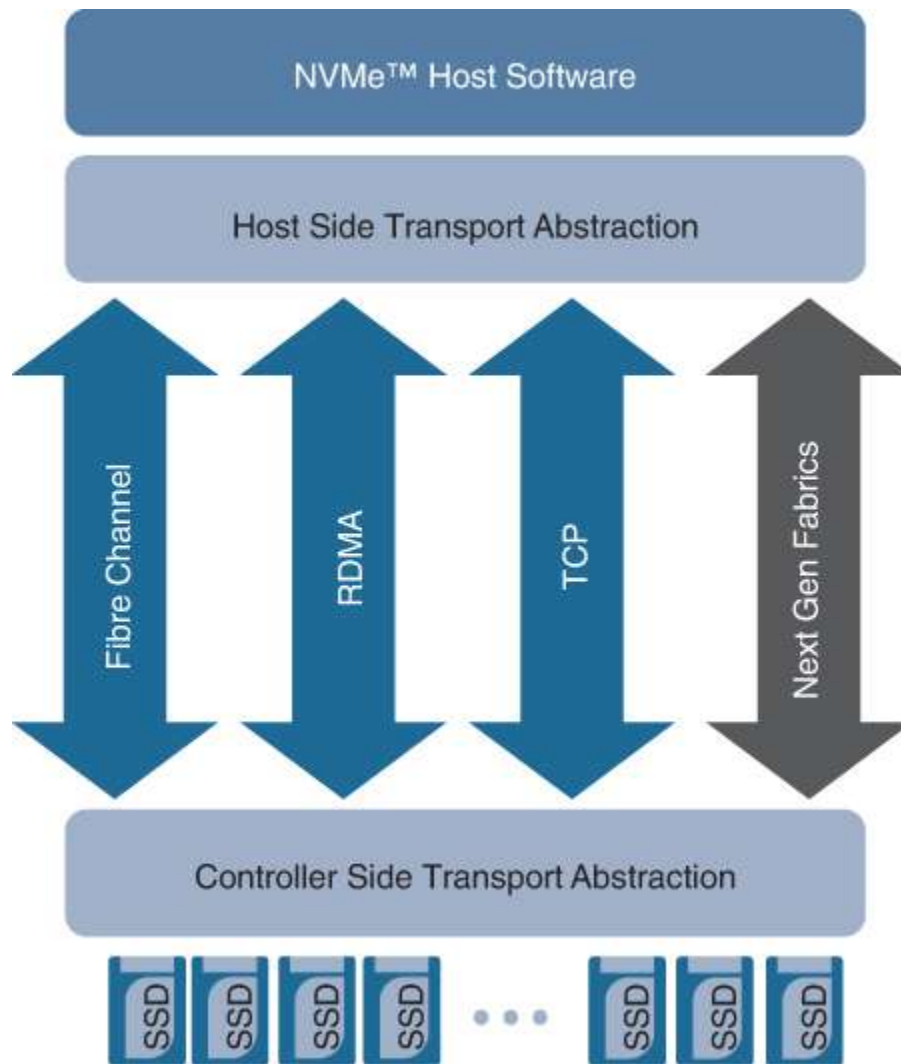 NVMe™ Host Software
Host Side Transport Abstraction
Fibre Channel
RDMA
TCP
Next Gen Fabrics
Controller Side Transport Abstraction
SSD
SSD
SSD
SSD
SSD
SSD
SSD